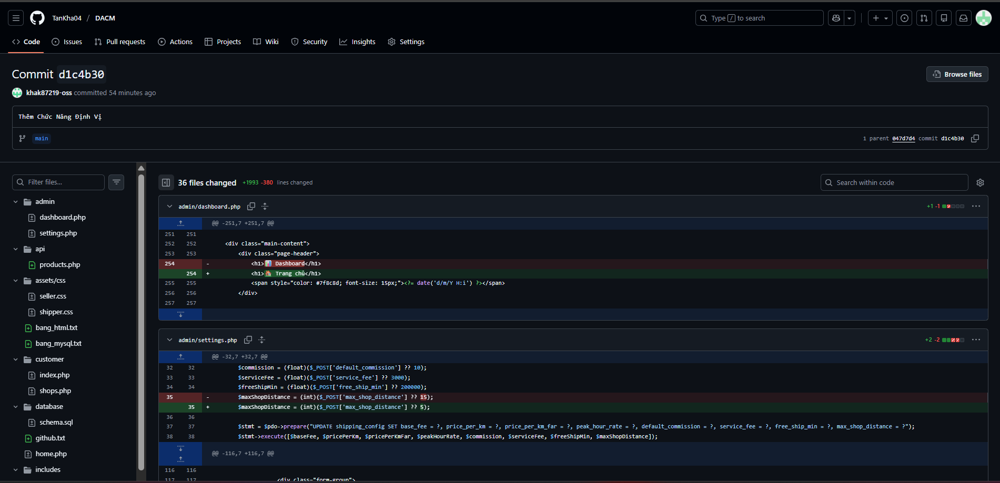 TanKha04 / DACM
Type / to search
Code
Issues
Pull requests
Actions
Projects
Wiki
Security
Insights
Settings
Commit d1c4b30
Browse files
khak87219-oss committed 54 minutes ago
Thêm Chức Năng Định Vị
main
1 parent 047d7d4 commit d1c4b30
Filter files...
admin
dashboard.php
settings.php
api
products.php
assets/css
seller.css
shipper.css
bang_html.txt
bang_mysql.txt
customer
index.php
shops.php
database
schema.sql
github.txt
home.php
includes
36 files changed +1993 -380 lines changed
Search within code
admin/dashboard.php
+1 -1
@@ -251,7 +251,7 @@
251 251
252 252 <div class="main-content">
253 253 <div class="page-header">
254 - <h1>📊 Dashboard</h1>
254 + <h1>🏠 Trang chủ</h1>
255 255 <span style="color: #7f8c8d; font-size: 15px;"><?= date('d/m/Y H:i') ?></span>
256 256 </div>
257 257
admin/settings.php
+2 -2
@@ -32,7 +32,7 @@
32 32 $commission = (float)($_POST['default_commission'] ?? 10);
33 33 $serviceFee = (float)($_POST['service_fee'] ?? 3000);
34 34 $freeShipMin = (float)($_POST['free_ship_min'] ?? 200000);
35 - $maxShopDistance = (int)($_POST['max_shop_distance'] ?? 15);
35 + $maxShopDistance = (int)($_POST['max_shop_distance'] ?? 5);
36 36
37 37 $stmt = $pdo->prepare("UPDATE shipping_config SET base_fee = ?, price_per_km = ?, price_per_km_far = ?, peak_hour_rate = ?, default_commission = ?, service_fee = ?, free_ship_min = ?, max_shop_distance = ?");
38 38 $stmt->execute([$baseFee, $pricePerKm, $pricePerKmFar, $peakHourRate, $commission, $serviceFee, $freeShipMin, $maxShopDistance]);
@@ -116,7 +116,7 @@
116 116
117 117 <div class="form-group">